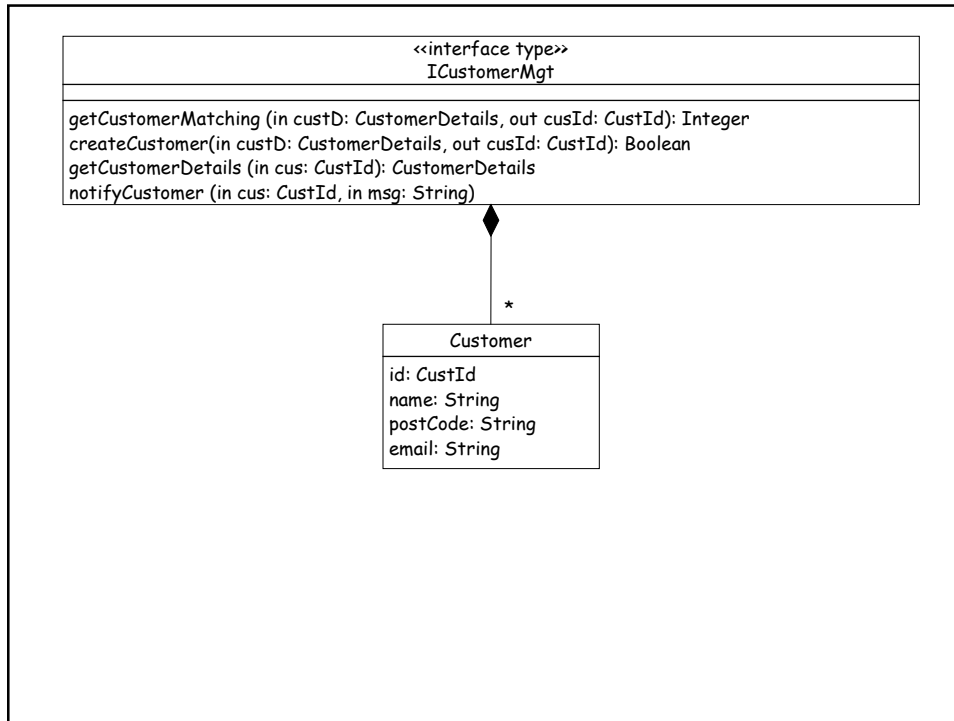 «interface type»
ICustomerMgt
getCustomerMatching (in custD: CustomerDetails, out cusId: CustId): Integer
createCustomer(in custD: CustomerDetails, out cusId: CustId): Boolean
getCustomerDetails (in cus: CustId): CustomerDetails
notifyCustomer (in cus: CustId, in msg: String)
*
Customer
id: CustId
name: String
postCode: String
email: String